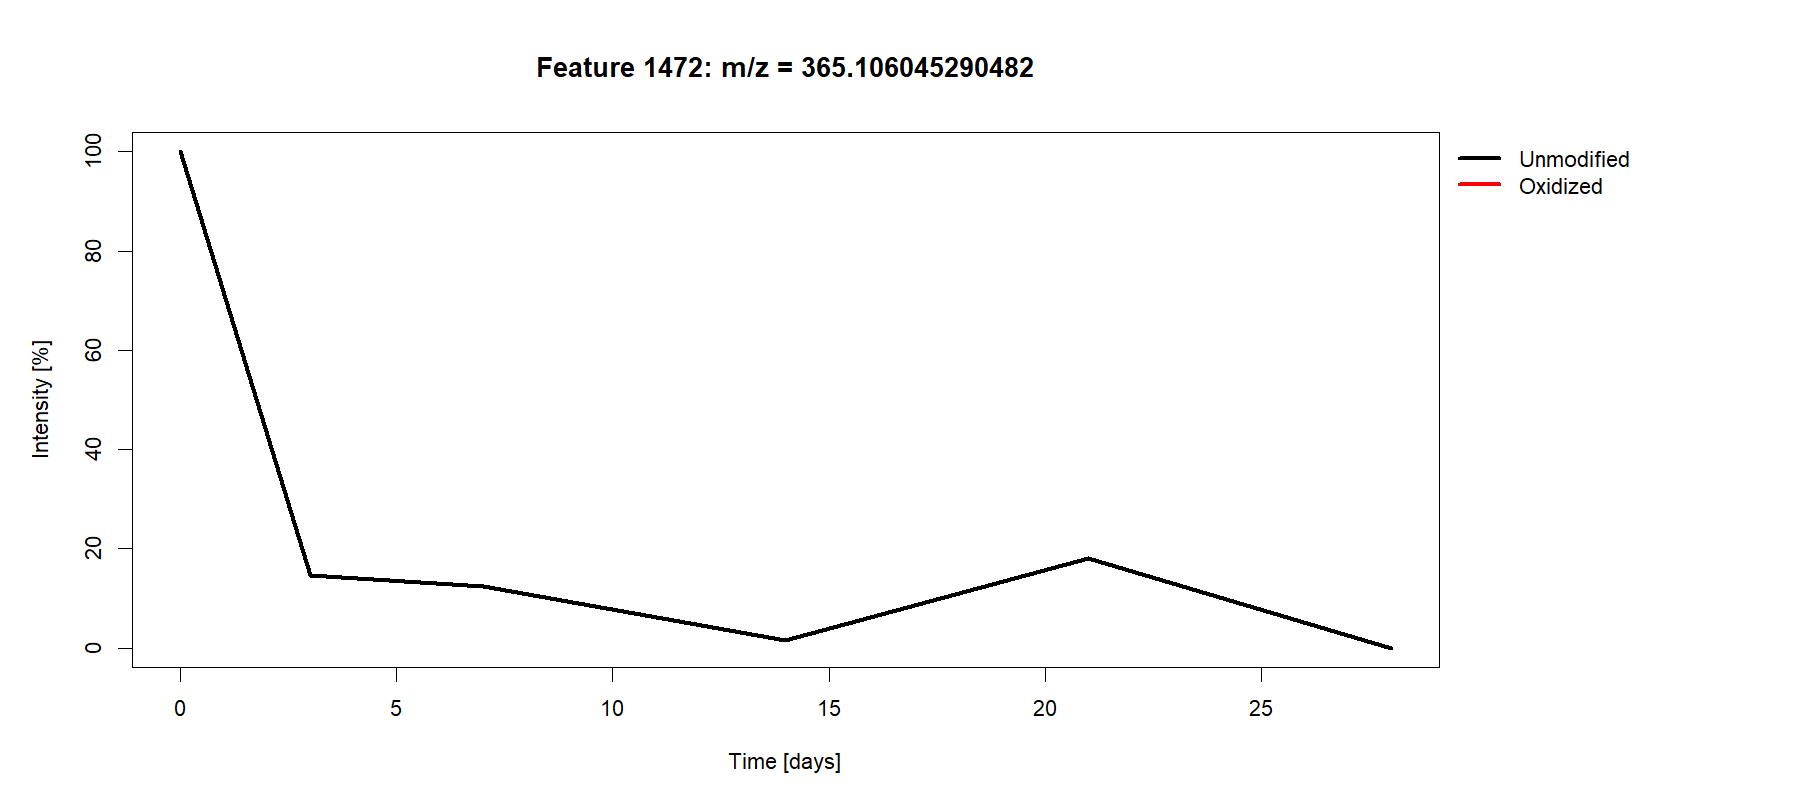 Feature 1472: m/z = 365.106045290482
Unmodified
Oxidized
Intensity [%]
100
80
60
40
20
0
0 5 10 15 20 25
Time [days]